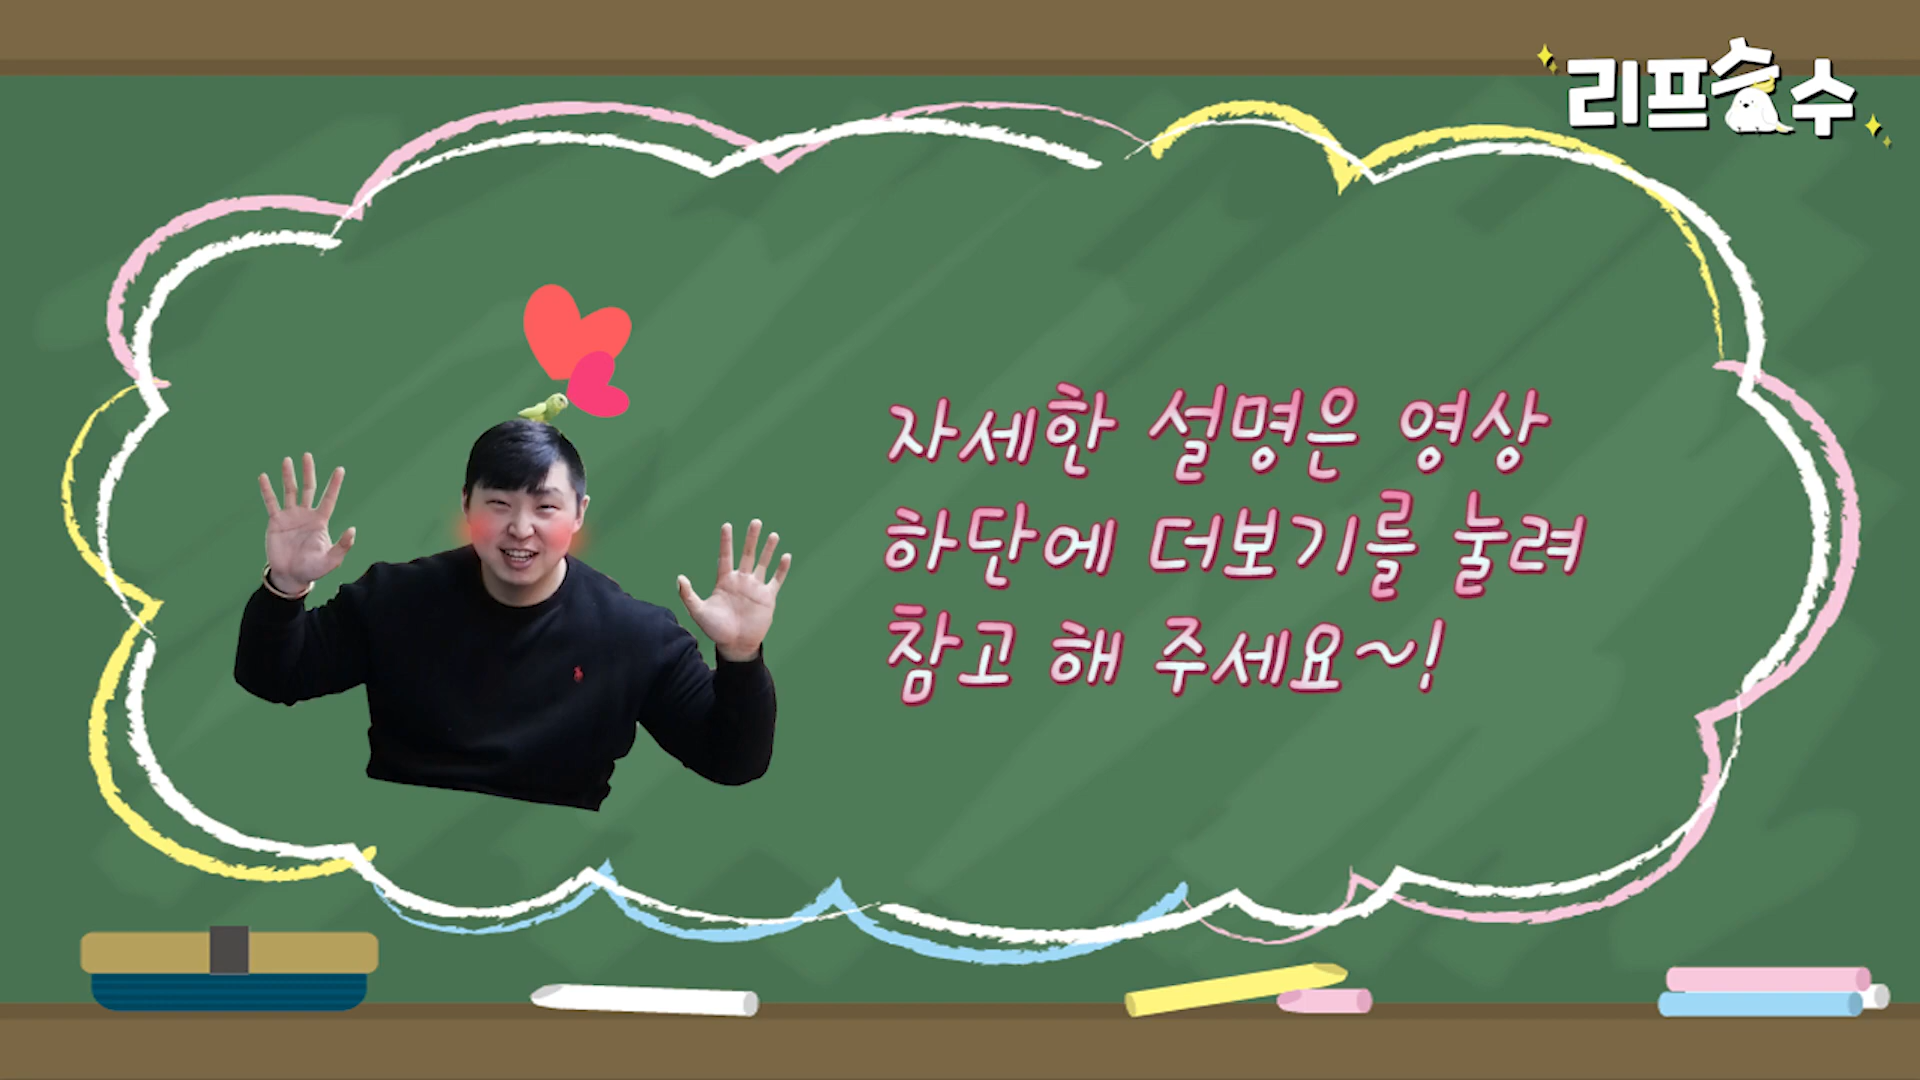 리프슈수
자세한 설명은 영상
하단에 더보기를 눌려
참고 해 주세요~!